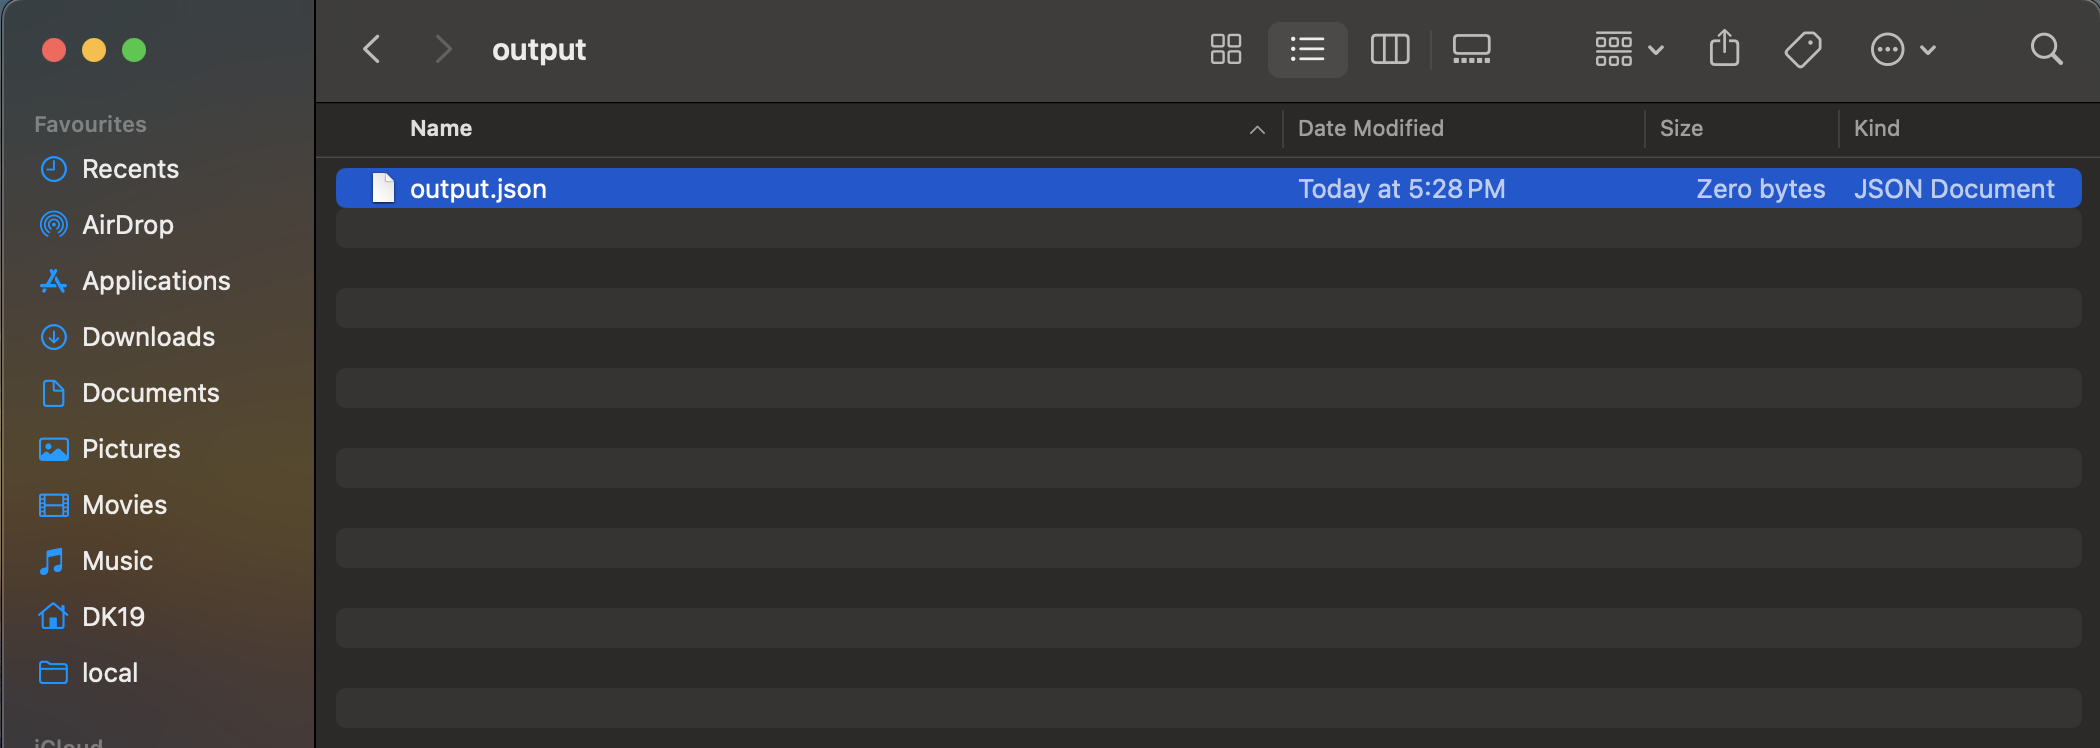 output
Favourites
Recents
AirDrop
Applications
Downloads
Documents
Pictures
Movies
Music
DK19
local
iCloud
Name Date Modified Size Kind
output.json Today at 5:28 PM Zero bytes JSON Document